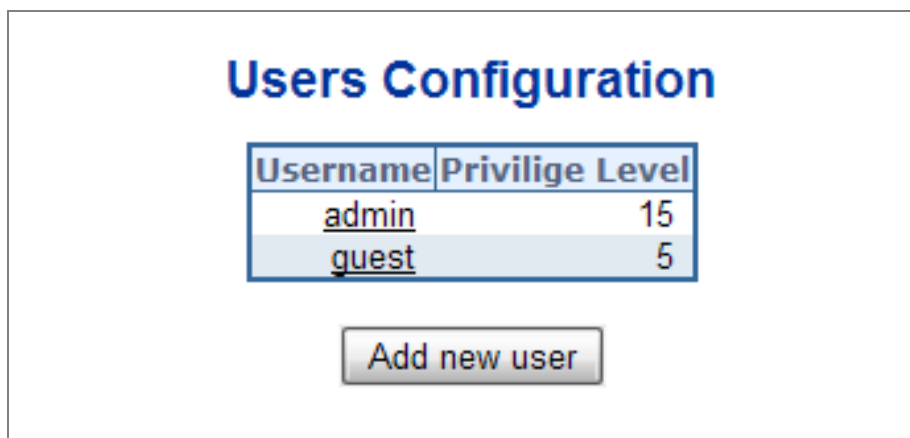 Users Configuration
Username Privilige Level
admin 15
guest 5
Add new user